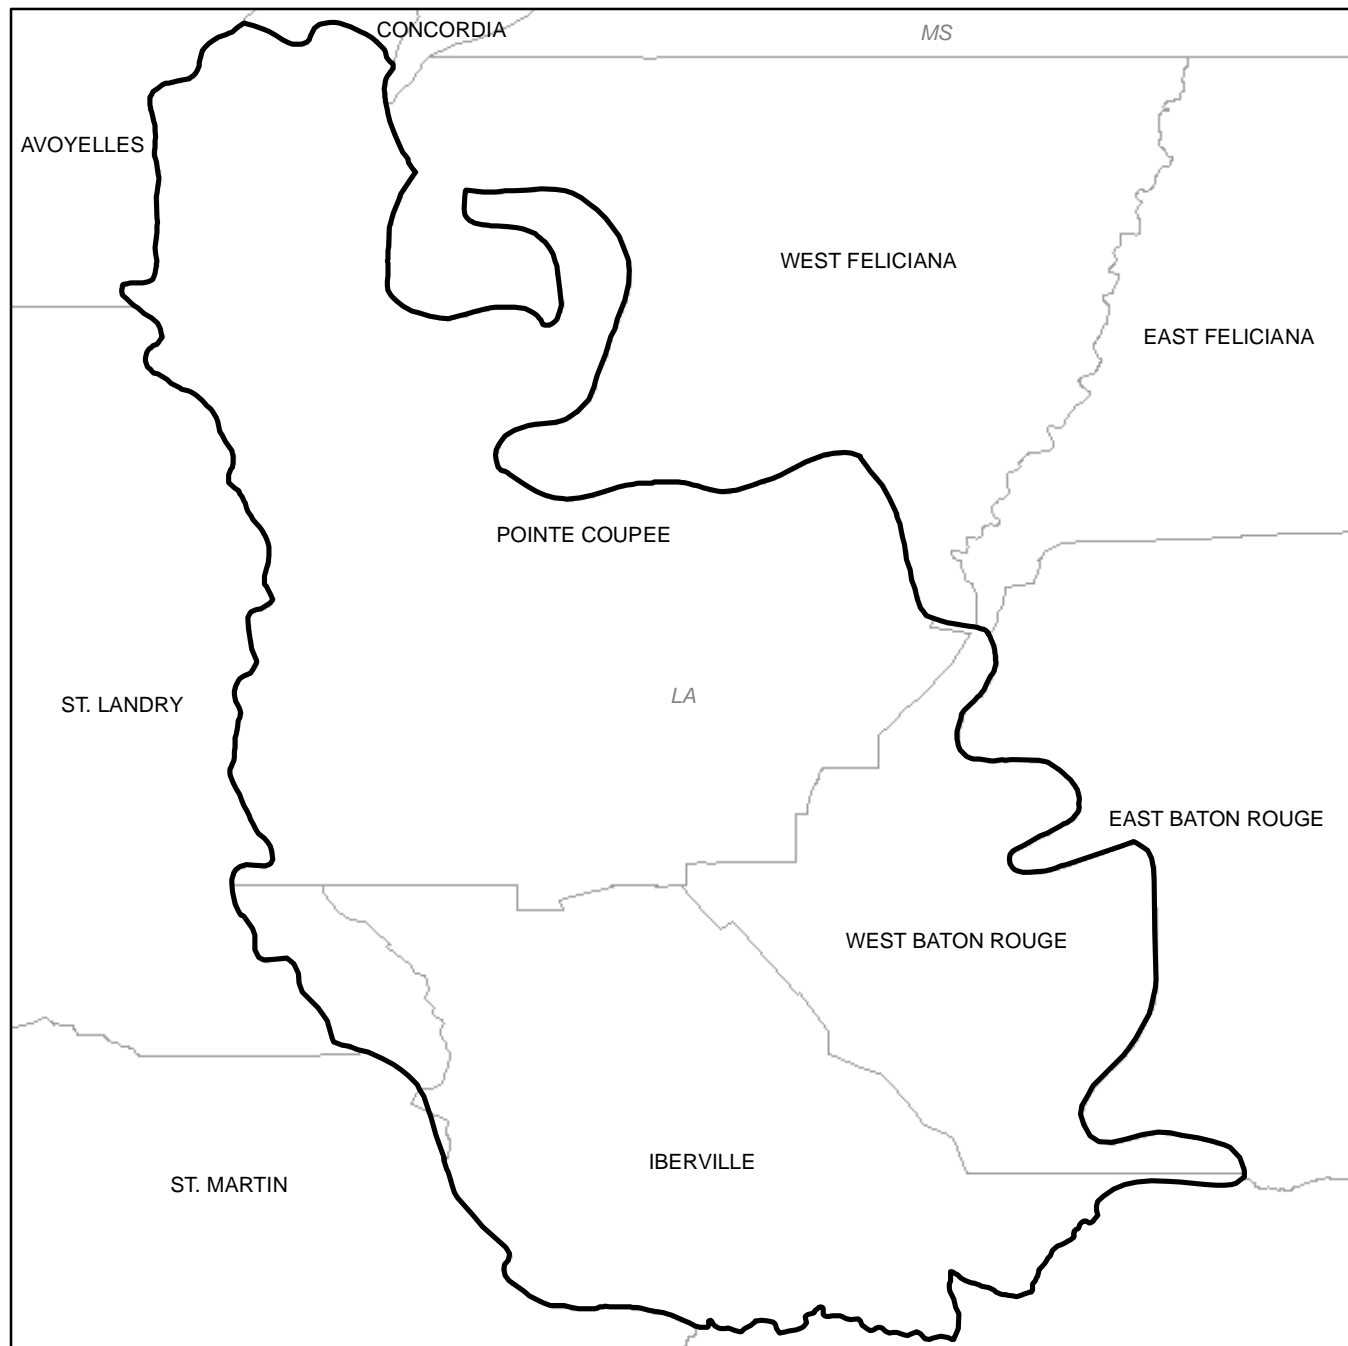 CONCORDIA
MS
AVOYELLES
WEST FELICIANA
EAST FELICIANA
POINTE COUPEE
LA
ST. LANDRY
EAST BATON ROUGE
WEST BATON ROUGE
IBERVILLE
ST. MARTIN